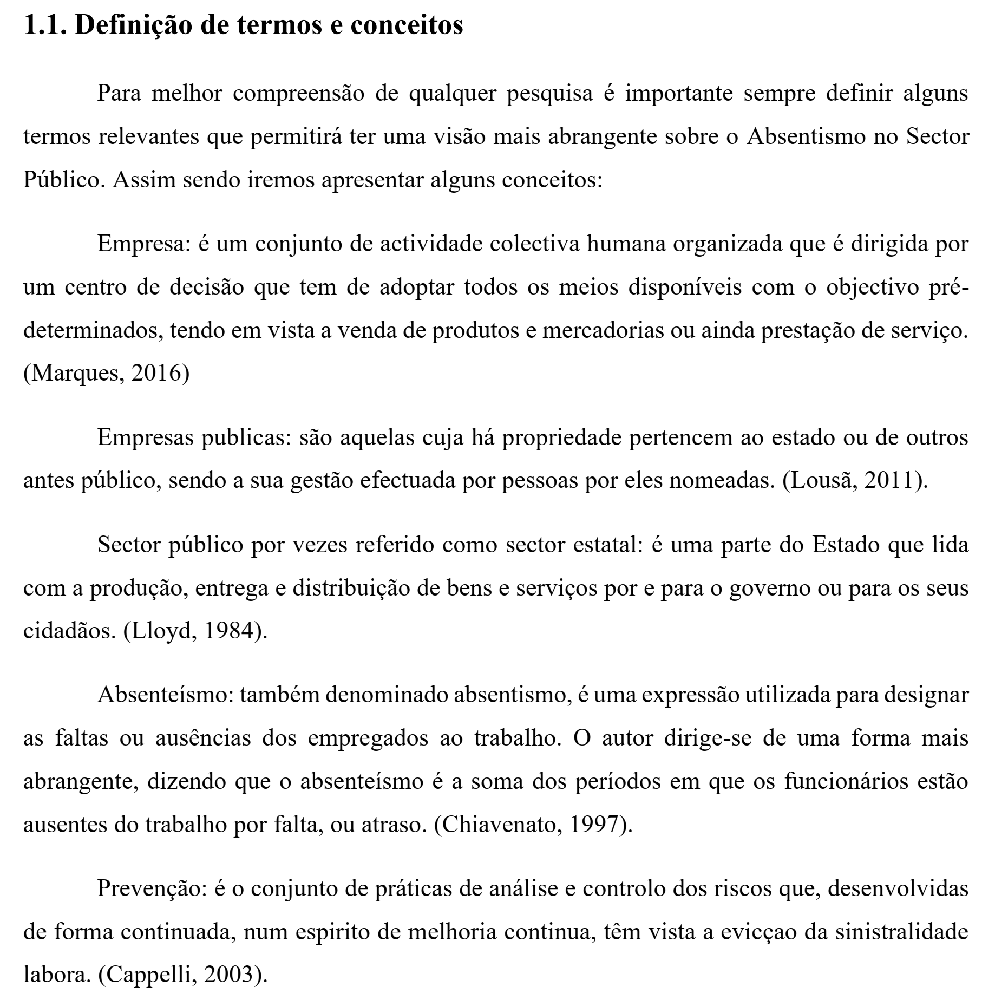 1.1. Definição de termos e conceitos
Para melhor compreensão de qualquer pesquisa é importante sempre definir alguns
termos relevantes que permitirá ter uma visão mais abrangente sobre o Absentismo no Sector
Público. Assim sendo iremos apresentar alguns conceitos:
Empresa: é um conjunto de actividade colectiva humana organizada que é dirigida por
um centro de decisão que tem de adoptar todos os meios disponíveis com o objectivo pré-
determinados, tendo em vista a venda de produtos e mercadorias ou ainda prestação de serviço.
(Marques, 2016)
Empresas publicas: são aquelas cuja há propriedade pertencem ao estado ou de outros
antes público, sendo a sua gestão efectuada por pessoas por eles nomeadas. (Lousã, 2011).
Sector público por vezes referido como sector estatal: é uma parte do Estado que lida
com a produção, entrega e distribuição de bens e serviços por e para o governo ou para os seus
cidadãos. (Lloyd, 1984).
Absenteísmo: também denominado absentismo, é uma expressão utilizada para designar
as faltas ou ausências dos empregados ao trabalho. O autor dirige-se de uma forma mais
abrangente, dizendo que o absenteísmo é a soma dos períodos em que os funcionários estão
ausentes do trabalho por falta, ou atraso. (Chiavenato, 1997).
Prevenção: é o conjunto de práticas de análise e controlo dos riscos que, desenvolvidas
de forma continuada, num espirito de melhoria continua, têm vista a evicçao da sinistralidade
labora. (Cappelli, 2003).